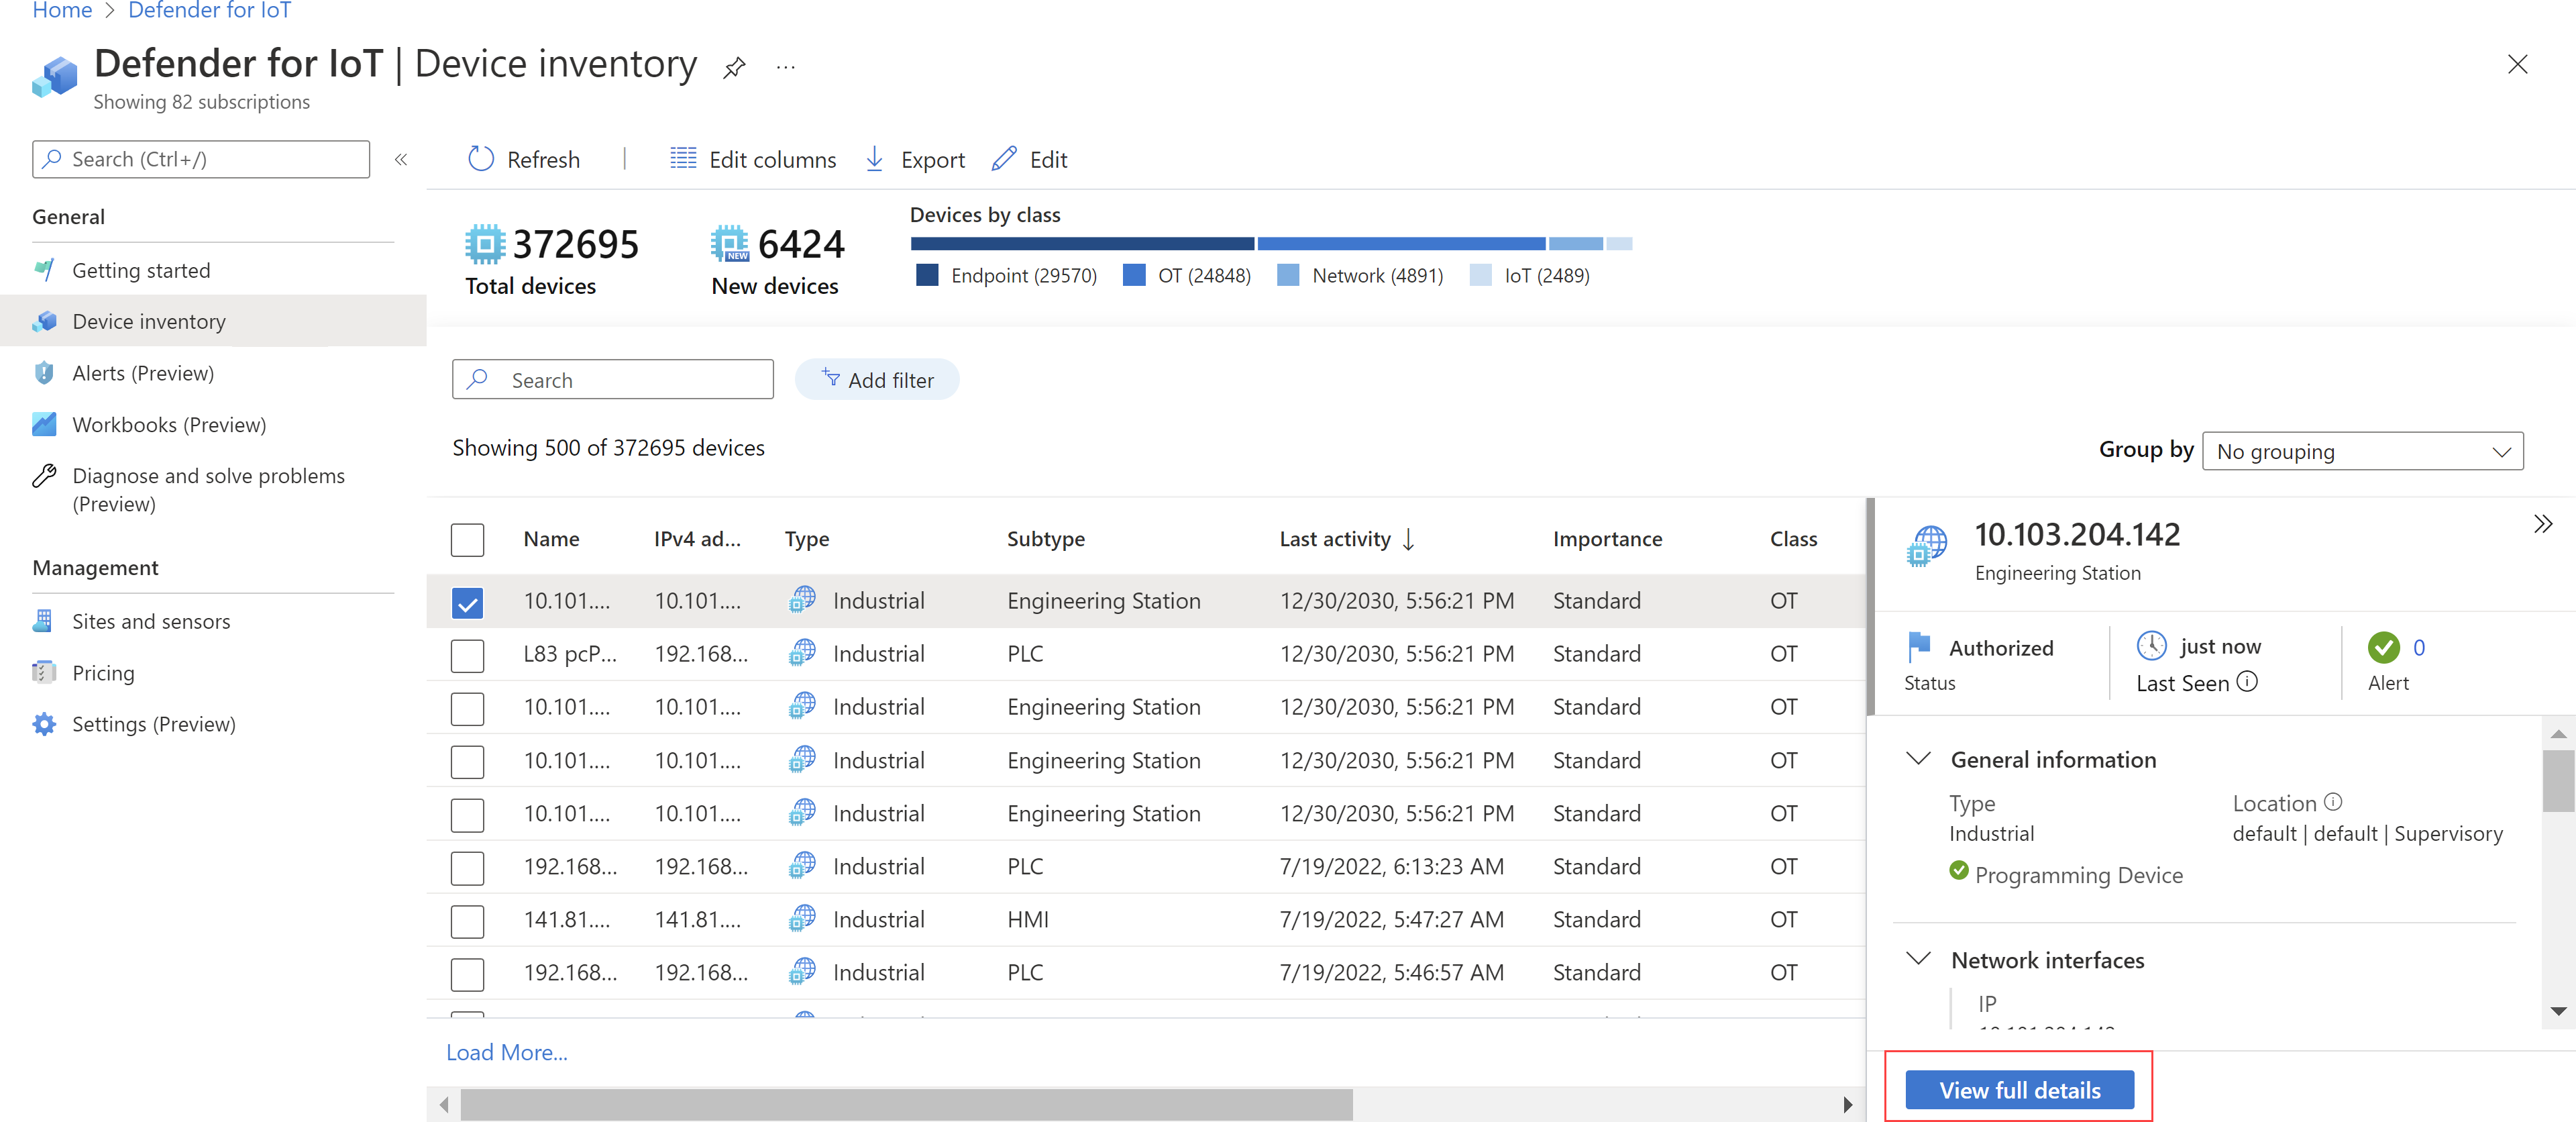 Home > Defender for IoT
Defender for IoT | Device inventory ...
Showing 82 subscriptions
Search (Ctrl+/) «
General
Getting started
Device inventory
Alerts (Preview)
Workbooks (Preview)
Diagnose and solve problems
(Preview)
Management
Sites and sensors
Pricing
Settings (Preview)
Refresh | Edit columns Export Edit
372695
Total devices
NEW 6424
New devices
Devices by class
Endpoint (29570) OT (24848) Network (4891) IoT (2489)
Search Add filter
Showing 500 of 372695 devices
Group by No grouping
Name IPv4 ad... Type Subtype Last activity ↓ Importance Class
10.101.... 10.101.... Industrial Engineering Station 12/30/2030, 5:56:21 PM Standard OT
L83 pcP... 192.168... Industrial PLC 12/30/2030, 5:56:21 PM Standard OT
10.101.... 10.101.... Industrial Engineering Station 12/30/2030, 5:56:21 PM Standard OT
10.101.... 10.101.... Industrial Engineering Station 12/30/2030, 5:56:21 PM Standard OT
10.101.... 10.101.... Industrial Engineering Station 12/30/2030, 5:56:21 PM Standard OT
192.168... 192.168... Industrial PLC 7/19/2022, 6:13:23 AM Standard OT
141.81.... 141.81.... Industrial HMI 7/19/2022, 5:47:27 AM Standard OT
192.168... 192.168... Industrial PLC 7/19/2022, 5:46:57 AM Standard OT
Load More...
10.103.204.142
Engineering Station
Authorized
Status
just now
Last Seen
0
Alert
General information
Type
Industrial
Location
default | default | Supervisory
Programming Device
Network interfaces
IP
View full details